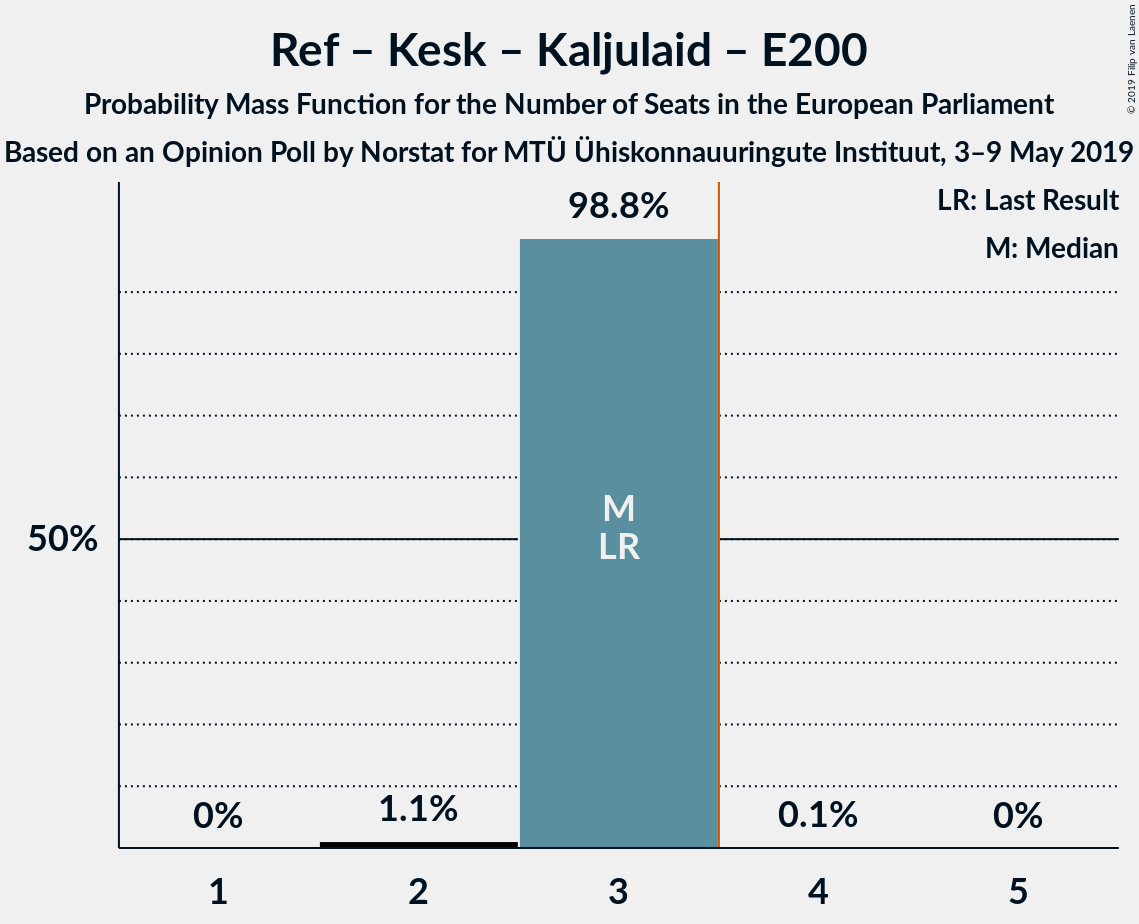 Ref – Kesk – Kaljulaid – E200
Probability Mass Function for the Number of Seats in the European Parliament
Based on an Opinion Poll by Norstat for MTÜ Ühiskonnauuringute Instituut, 3–9 May 2019
© 2019 Filip van Laenen
LR: Last Result
M: Median
98.8%
M
LR
50%
0%
1.1%
0.1%
0%
1
2
3
4
5